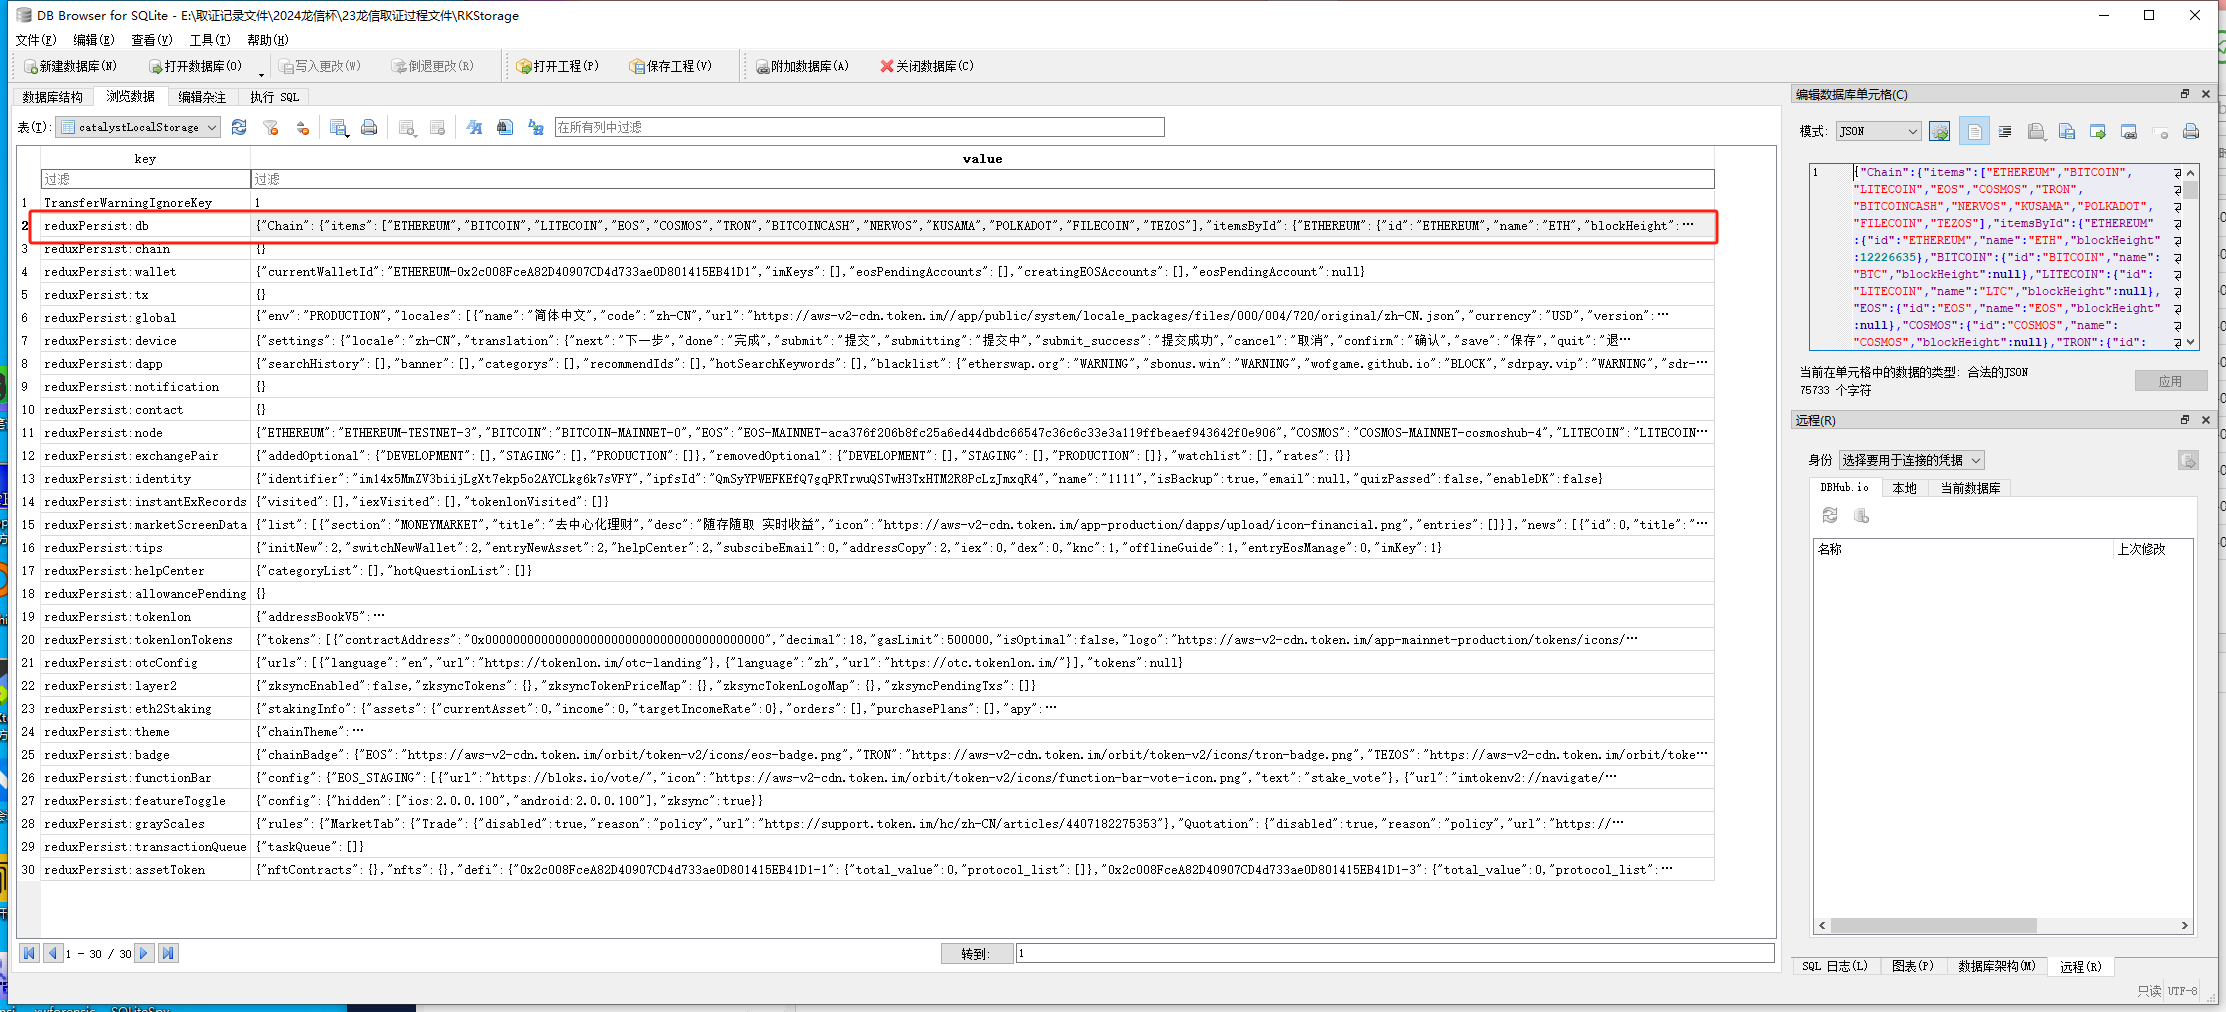 DB Browser for SQLite - E:\取证记录文件\2024龙信杯\23龙信取证过程文件\RKStorage
文件(F) 编辑(E) 查看(V) 工具(T) 帮助(H)
新建数据库(N) 打开数据库(O) 写入更改(W) 倒退更改(R) 打开工程(P) 保存工程(V) 附加数据库(A) 关闭数据库(C)
数据库结构 浏览数据 编辑杂注 执行 SQL
表(T): catalystLocalStorage 在所有列中过滤
key value
过滤 过滤
1 TransferWarningIgnoreKey 1
2 reduxPersist:db {"Chain":{"items":["ETHEREUM","BITCOIN","LITECOIN","EOS","COSMOS","TRON","BITCOINCASH","NERVOS","KUSAMA","POLKADOT","FILECOIN","TEZOS"],"itemsById":{"ETHEREUM":{"id":"ETHEREUM","name":"ETH","blockHeight":…
3 reduxPersist:chain {}
4 reduxPersist:wallet {"currentWalletId":"ETHEREUM-0x2c008FceA82D40907CD4d733ae0D801415EB41D1","imKeys":[],"eosPendingAccounts":[],"creatingEOSAccounts":[],"eosPendingAccount":null}
5 reduxPersist:tx {}
6 reduxPersist:global {"env":"PRODUCTION","locales":[{"name":"简体中文","code":"zh-CN","url":"https://aws-v2-cdn.token.im//app/public/system/locale_packages/files/000/004/720/original/zh-CN.json","currency":"USD","version":…
7 reduxPersist:device {"settings":{"locale":"zh-CN","translation":{"next":"下一步","done":"完成","submit":"提交","submitting":"提交中","submit_success":"提交成功","cancel":"取消","confirm":"确认","save":"保存","quit":"退…
8 reduxPersist:dapp {"searchHistory":[],"banner":[],"categorys":[],"recommendIds":[],"hotSearchKeywords":[],"blacklist":{"etherswap.org":"WARNING","sbonus.win":"WARNING","wofgame.github.io":"BLOCK","sdrpay.vip":"WARNING","sdr-…
9 reduxPersist:notification {}
10 reduxPersist:contact {}
11 reduxPersist:node {"ETHEREUM":"ETHEREUM-TESTNET-3","BITCOIN":"BITCOIN-MAINNET-0","EOS":"EOS-MAINNET-aca376f206b8fc25a6ed44dbdc66547c36c6c33e3a119ffbeaef943642f0e906","COSMOS":"COSMOS-MAINNET-cosmoshub-4","LITECOIN":"LITECOIN…
12 reduxPersist:exchangePair {"addedOptional":{"DEVELOPMENT":[],"STAGING":[],"PRODUCTION":[]},"removedOptional":{"DEVELOPMENT":[],"STAGING":[],"PRODUCTION":[]},"watchlist":[],"rates":{}}
13 reduxPersist:identity {"identifier":"im14x5MmZV3biijLgXt7ekp5o2AYCLkg6k7sVFY","ipfsId":"QmSyYPWEFKEfQ7gqPRTrwuQSTwH3TxHTM2R8PcLzJmxqR4","name":"1111","isBackup":true,"email":null,"quizPassed":false,"enableDK":false}
14 reduxPersist:instantExRecords {"visited":[],"iexVisited":[],"tokenlonVisited":[]}
15 reduxPersist:marketScreenData {"list":[{"section":"MONEYMARKET","title":"去中心化理财","desc":"随存随取 实时收益","icon":"https://aws-v2-cdn.token.im/app-production/dapps/upload/icon-financial.png","entries":[]}],"news":[{"id":0,"title":"…
16 reduxPersist:tips {"initNew":2,"switchNewWallet":2,"entryNewAsset":2,"helpCenter":2,"subscibeEmail":0,"addressCopy":2,"iex":0,"dex":0,"knc":1,"offlineGuide":1,"entryEosManage":0,"imKey":1}
17 reduxPersist:helpCenter {"categoryList":[],"hotQuestionList":[]}
18 reduxPersist:allowancePending {}
19 reduxPersist:tokenlon {"addressBookV5":…
20 reduxPersist:tokenlonTokens {"tokens":[{"contractAddress":"0x0000000000000000000000000000000000000000","decimal":18,"gasLimit":500000,"isOptimal":false,"logo":"https://aws-v2-cdn.token.im/app-mainnet-production/tokens/icons/…
21 reduxPersist:otcConfig {"urls":[{"language":"en","url":"https://tokenlon.im/otc-landing"},{"language":"zh","url":"https://otc.tokenlon.im/"}],"tokens":null}
22 reduxPersist:layer2 {"zksyncEnabled":false,"zksyncTokens":{},"zksyncTokenPriceMap":{},"zksyncTokenLogoMap":{},"zksyncPendingTxs":[]}
23 reduxPersist:eth2Staking {"stakingInfo":{"assets":{"currentAsset":0,"income":0,"targetIncomeRate":0},"orders":[],"purchasePlans":[],"apy":…
24 reduxPersist:theme {"chainTheme":…
25 reduxPersist:badge {"chainBadge":{"EOS":"https://aws-v2-cdn.token.im/orbit/token-v2/icons/eos-badge.png","TRON":"https://aws-v2-cdn.token.im/orbit/token-v2/icons/tron-badge.png","TEZOS":"https://aws-v2-cdn.token.im/orbit/toke…
26 reduxPersist:functionBar {"config":{"EOS_STAGING":[{"url":"https://bloks.io/vote/","icon":"https://aws-v2-cdn.token.im/orbit/token-v2/icons/function-bar-vote-icon.png","text":"stake_vote"},{"url":"imtokenv2://navigate/…
27 reduxPersist:featureToggle {"config":{"hidden":["ios:2.0.0.100","android:2.0.0.100"],"zksync":true}}
28 reduxPersist:grayScales {"rules":{"MarketTab":{"Trade":{"disabled":true,"reason":"policy","url":"https://support.token.im/hc/zh-CN/articles/4407182275353"},"Quotation":{"disabled":true,"reason":"policy","url":"https://…
29 reduxPersist:transactionQueue {"taskQueue":[]}
30 reduxPersist:assetToken {"nftContracts":{},"nfts":{},"defi":{"0x2c008FceA82D40907CD4d733ae0D801415EB41D1-1":{"total_value":0,"protocol_list":[]},"0x2c008FceA82D40907CD4d733ae0D801415EB41D1-3":{"total_value":0,"protocol_list":…
1 - 30 / 30 转到: 1
编辑数据库单元格(C)
模式: JSON
1 {"Chain":{"items":["ETHEREUM","BITCOIN",
"LITECOIN","EOS","COSMOS","TRON",
"BITCOINCASH","NERVOS","KUSAMA","POLKADOT",
"FILECOIN","TEZOS"],"itemsById":{"ETHEREUM"
:{"id":"ETHEREUM","name":"ETH","blockHeight"
:12226635},"BITCOIN":{"id":"BITCOIN","name":
"BTC","blockHeight":null},"LITECOIN":{"id":
"LITECOIN","name":"LTC","blockHeight":null},
"EOS":{"id":"EOS","name":"EOS","blockHeight"
:null},"COSMOS":{"id":"COSMOS","name":
"COSMOS","blockHeight":null},"TRON":{"id":
当前在单元格中的数据的类型: 合法的JSON
75733 个字符
应用
远程(R)
身份 选择要用于连接的凭据
DBHub.io 本地 当前数据库
名称 上次修改
SQL 日志(L) 图表(P) 数据库架构(M) 远程(R)
只读 UTF-8